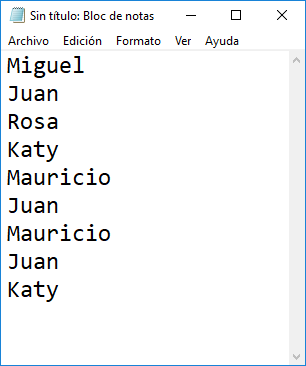 Sin título: Bloc de notas
Archivo Edición Formato Ver Ayuda
Miguel
Juan
Rosa
Katy
Mauricio
Juan
Mauricio
Juan
Katy